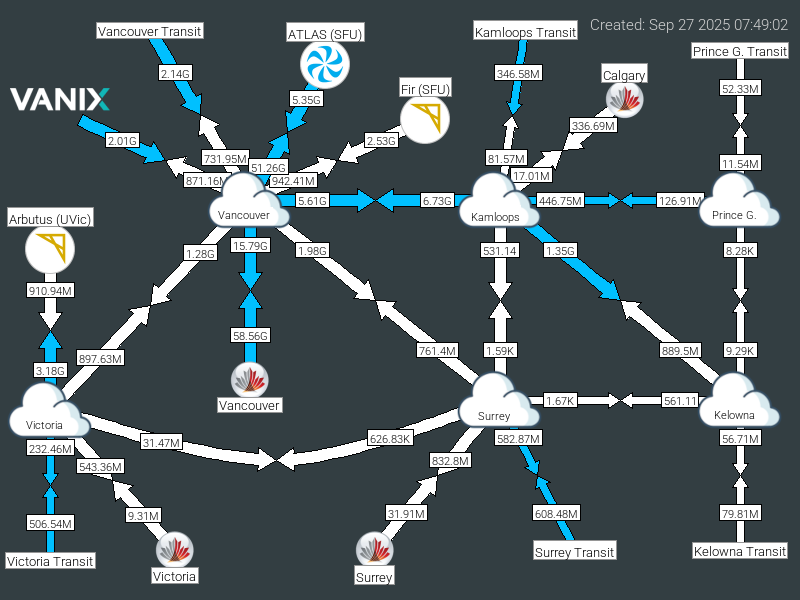 Created: Sep 27 2025 07:49:02
Vancouver Transit
ATLAS (SFU)
Kamloops Transit
Prince G. Transit
2.14G
346.58M
Calgary
Fir (SFU)
52.33M
VANIX
5.35G
336.69M
2.01G
2.53G
731.95M
81.57M
11.54M
51.26G
871.16M
942.41M
17.01M
5.61G
6.73G
446.75M
126.91M
Vancouver
Kamloops
Prince G.
Arbutus (UVic)
15.79G
1.28G
1.98G
531.14
1.35G
8.28K
910.94M
58.56G
897.63M
761.4M
1.59K
889.5M
9.29K
3.18G
Vancouver
1.67K
561.11
Victoria
Surrey
Kelowna
31.47M
626.83K
582.87M
56.71M
232.46M
543.36M
832.8M
506.54M
9.31M
31.91M
608.48M
79.81M
Victoria Transit
Victoria
Surrey
Surrey Transit
Kelowna Transit